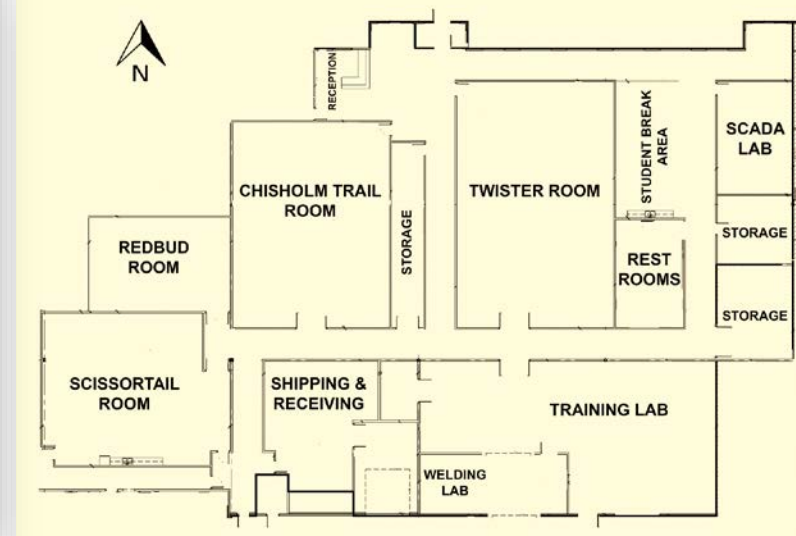 N
RECEPTION
CHISHOLM TRAIL
ROOM
TWISTER ROOM
STUDENT BREAK
AREA
SCADA
LAB
STORAGE
REDBUD
ROOM
STORAGE
REST
ROOMS
STORAGE
SCISSORTAIL
ROOM
SHIPPING &
RECEIVING
TRAINING LAB
WELDING
LAB